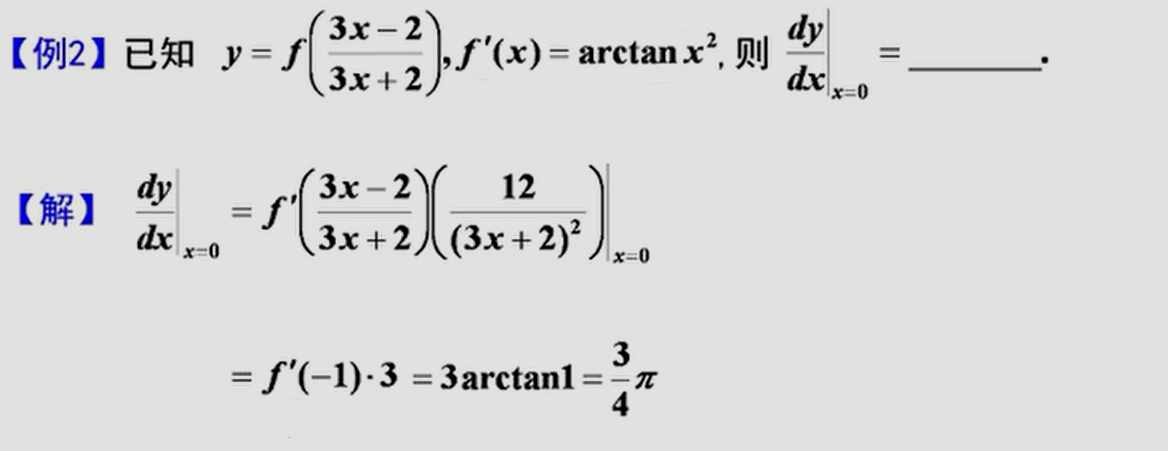 【例2】已知 y = f((3x − 2)/(3x + 2)), f′(x) = arctan x², 则 dy/dx|ₓ₌₀ = ______.
【解】 dy/dx|ₓ₌₀ = f′((3x − 2)/(3x + 2))(12/(3x + 2)²)|ₓ₌₀
= f′(−1)·3 = 3arctan1 = 3/4 π